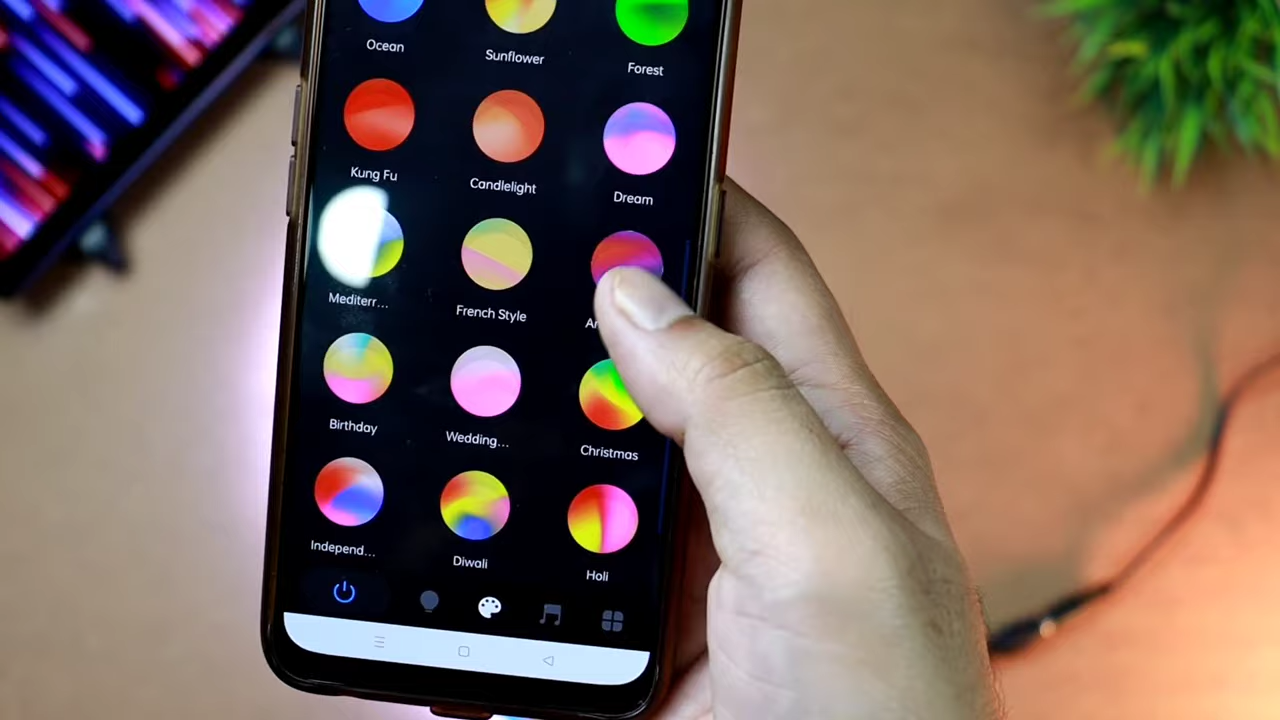 Ocean
Sunflower
Forest
Kung Fu
Candlelight
Dream
Mediterr...
French Style
Birthday
Wedding...
Christmas
Independ...
Diwali
Holi